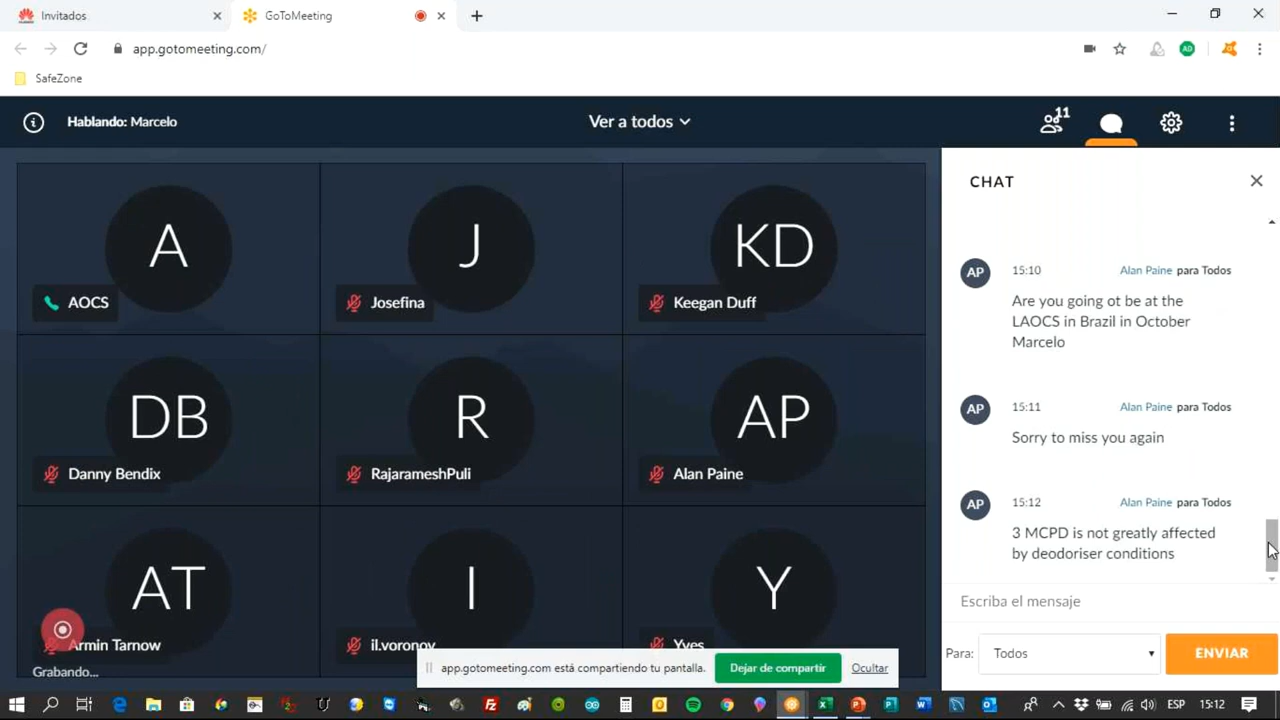 Invitados
GoToMeeting
app.gotomeeting.com/
AD
SafeZone
Hablando: Marcelo
Ver a todos
11
CHAT
A
AOCS
J
Josefina
KD
Keegan Duff
DB
Danny Bendix
R
RajarameshPuli
AP
Alan Paine
AT
Armin Tarnow
I
il.voronov
Y
Yves
Grabando...
AP
15:10 Alan Paine para Todos
Are you going ot be at the
LAOCS in Brazil in October
Marcelo
AP
15:11 Alan Paine para Todos
Sorry to miss you again
AP
15:12 Alan Paine para Todos
3 MCPD is not greatly affected
by deodoriser conditions
Escriba el mensaje
Para: Todos ENVIAR
app.gotomeeting.com está compartiendo tu pantalla. Dejar de compartir Ocultar
ESP 15:12